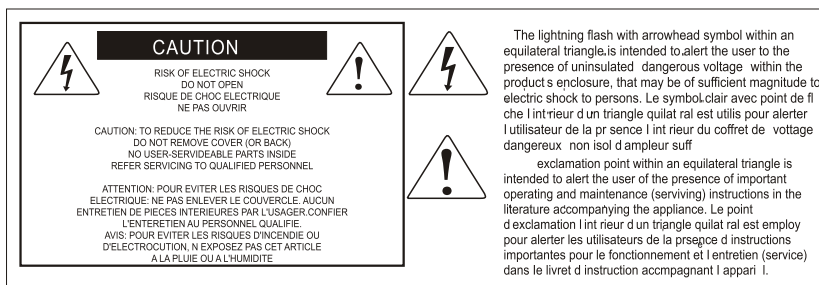 CAUTION
RISK OF ELECTRIC SHOCK
DO NOT OPEN
RISQUE DE CHOC ELECTRIQUE
NE PAS OUVRIR
CAUTION: TO REDUCE THE RISK OF ELECTRIC SHOCK
DO NOT REMOVE COVER (OR BACK)
NO USER-SERVIDEABLE PARTS INSIDE
REFER SERVICING TO QUALIFIED PERSONNEL
ATTENTION: POUR EVITER LES RISQUES DE CHOC
ELECTRIQUE: NE PAS ENLEVER LE COUVERCLE. AUCUN
ENTRETIEN DE PIECES INTERIEURES PAR L'USAGER.CONFIER
L'ENTERETIEN AU PERSONNEL QUALIFIE.
AVIS: POUR EVITER LES RISQUES D'INCENDIE OU
D'ELECTROCUTION, N EXPOSEZ PAS CET ARTICLE
A LA PLUIE OU A L'HUMIDITE
The lightning flash with arrowhead symbol within an
equilateral triangle,is intended to.alert the user to the
presence of uninsulated dangerous voltage within the
product s enclosure, that may be of sufficient magnitude to
electric shock to persons. Le symbol clair avec point de fl
che l int rieur d un triangle quilat ral est utilis pour alerter
l utilisateur de la pr sence l int rieur du coffret de vottage
dangereux non isol d ampleur suff
exclamation point within an equilateral triangle is
intended to alert the user of the presence of important
operating and maintenance (serviving) instructions in the
literature accompanying the appliance. Le point
d exclamation l int rieur d un triangle quilat ral est employ
pour alerter les utilisateurs de la prsence d instructions
importantes pour le fonctionnement et l entretien (service)
dans le livret d instruction accmpagnant l appari l.